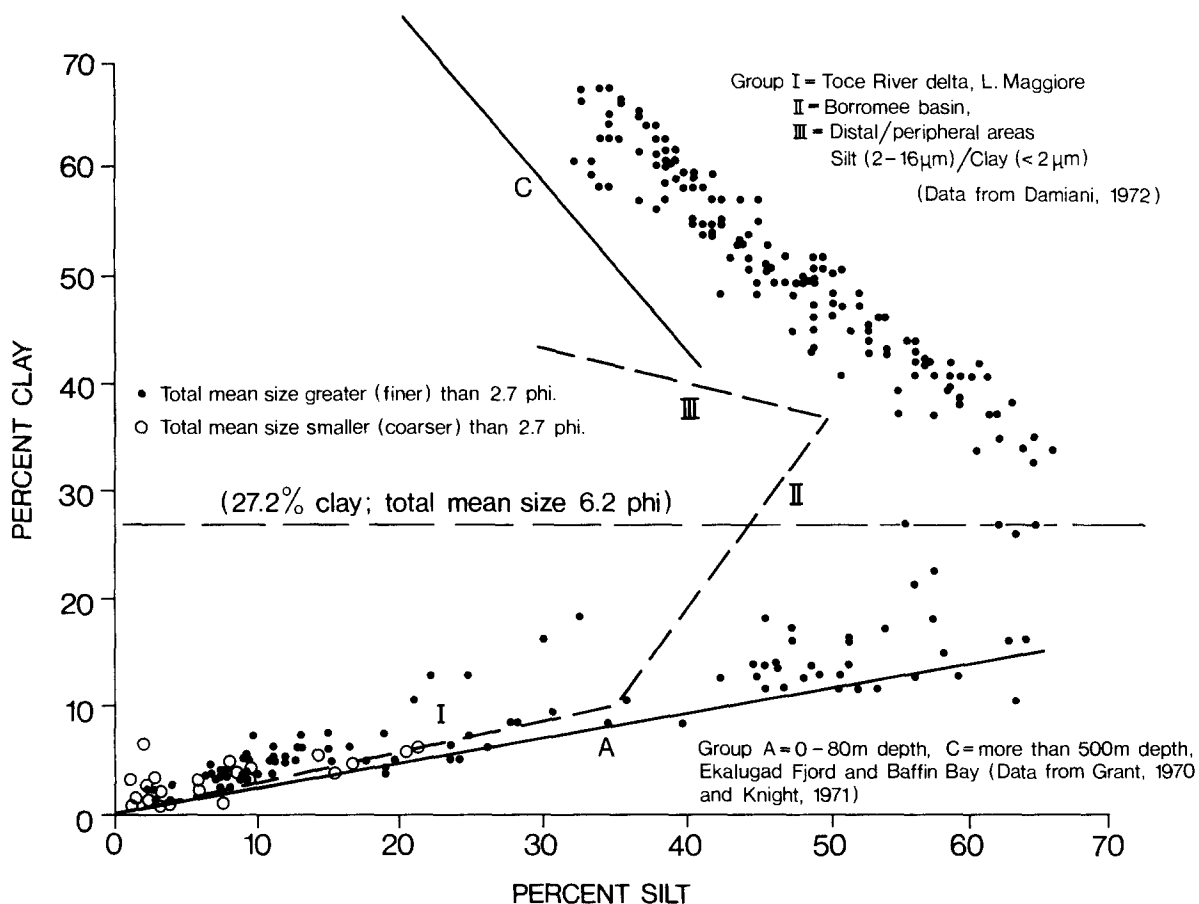 70
60
50
40
30
20
10
0
PERCENT CLAY
0 10 20 30 40 50 60 70
PERCENT SILT
Group I = Toce River delta, L. Maggiore
II = Borromee basin,
III = Distal/peripheral areas
Silt (2-16μm)/Clay (<2μm)
(Data from Damiani, 1972)
C
• Total mean size greater (finer) than 2.7 phi.
○ Total mean size smaller (coarser) than 2.7 phi.
III
II
(27.2% clay; total mean size 6.2 phi)
I
A
Group A = 0-80m depth, C = more than 500m depth,
Ekalugad Fjord and Baffin Bay (Data from Grant, 1970
and Knight, 1971)